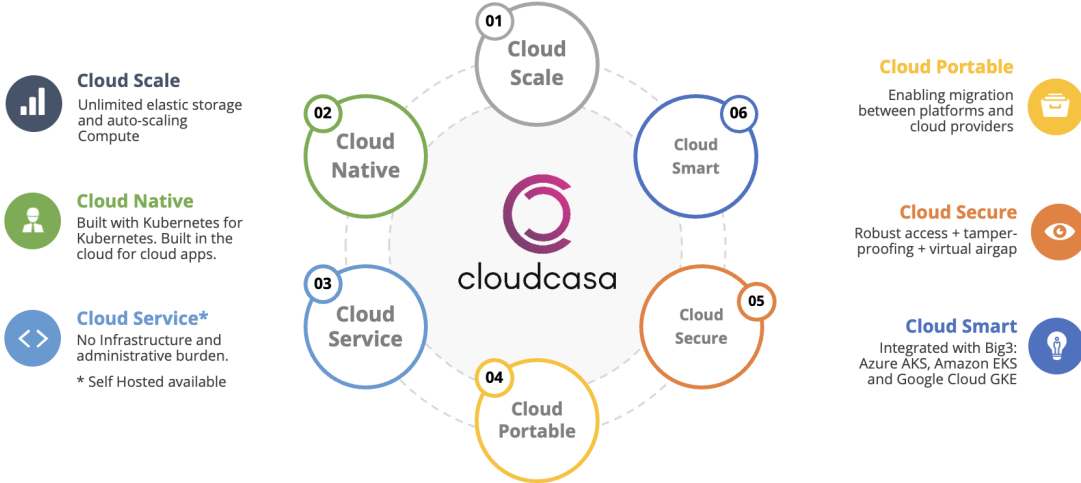 Cloud Scale
Unlimited elastic storage
and auto-scaling
Compute
Cloud Native
Built with Kubernetes for
Kubernetes. Built in the
cloud for cloud apps.
Cloud Service*
No Infrastructure and
administrative burden.
* Self Hosted available
01
Cloud
Scale
02
Cloud
Native
03
Cloud
Service
04
Cloud
Portable
05
Cloud
Secure
06
Cloud
Smart
cloudcasa
Cloud Portable
Enabling migration
between platforms and
cloud providers
Cloud Secure
Robust access + tamper-
proofing + virtual airgap
Cloud Smart
Integrated with Big3:
Azure AKS, Amazon EKS
and Google Cloud GKE